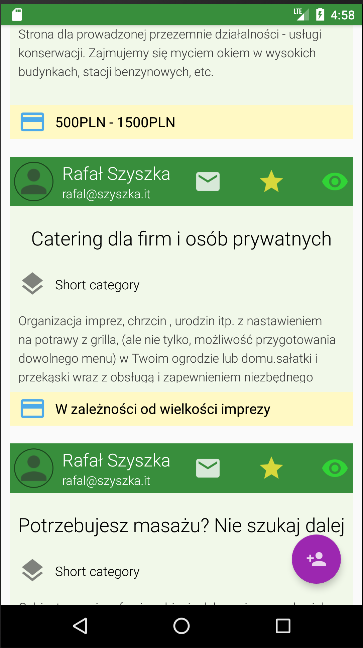 LTE 4:58
Strona dla prowadzonej przezemnie działalności - usługi
konserwacji. Zajmujemy się myciem okiem w wysokich
budynkach, stacji benzynowych, etc.
500PLN - 1500PLN
Rafał Szyszka
rafal@szyszka.it
Catering dla firm i osób prywatnych
Short category
Organizacja imprez, chrzcin , urodzin itp. z nastawieniem
na potrawy z grilla, (ale nie tylko, możliwość przygotowania
dowolnego menu) w Twoim ogrodzie lub domu.sałatki i
przekąski wraz z obsługą i zapewnieniem niezbędnego
W zależności od wielkości imprezy
Rafał Szyszka
rafal@szyszka.it
Potrzebujesz masażu? Nie szukaj dalej
Short category